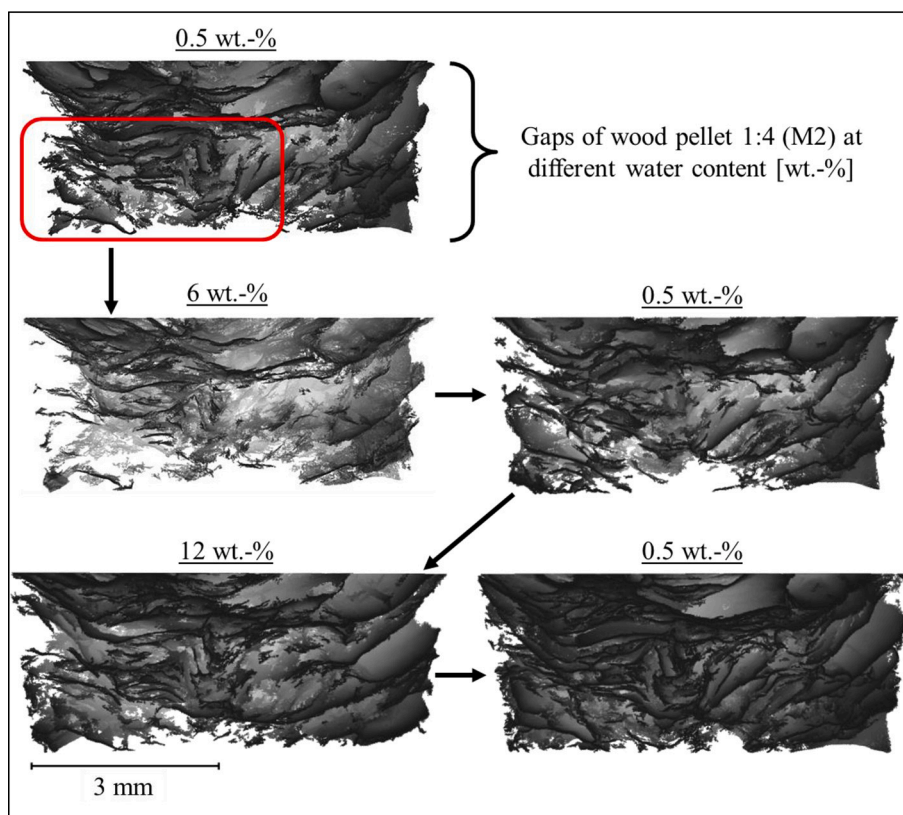 0.5 wt.-%
Gaps of wood pellet 1:4 (M2) at
different water content [wt.-%]
6 wt.-%
0.5 wt.-%
12 wt.-%
0.5 wt.-%
3 mm